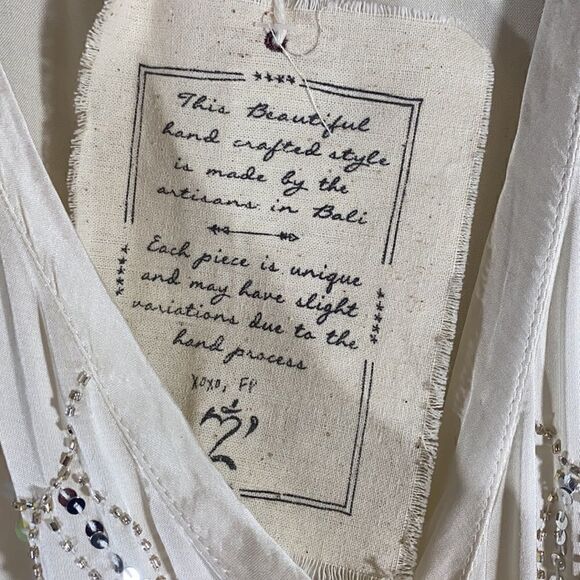 This Beautiful
hand crafted style
is made by the
artisans in Bali
Each piece is unique
and may have slight
variations due to the
hand process
xoxo, FP